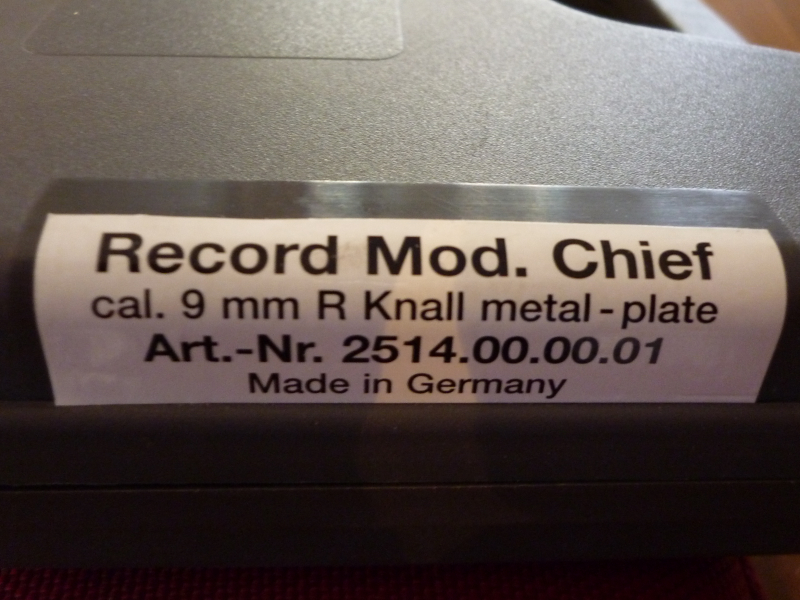 Record Mod. Chief
cal. 9 mm R Knall metal-plate
Art.-Nr. 2514.00.00.01
Made in Germany